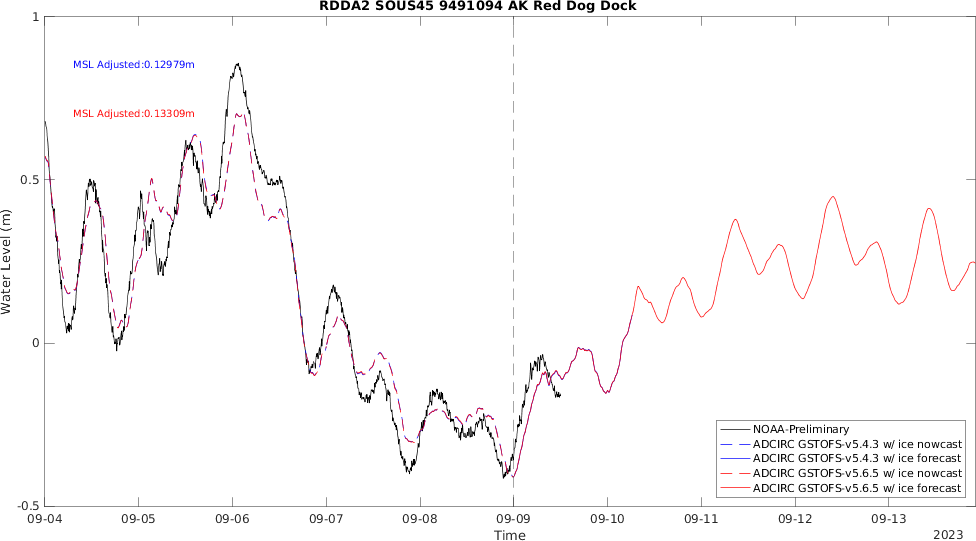 RDDA2 SOUS45 9491094 AK Red Dog Dock
1
MSL Adjusted:0.12979m
MSL Adjusted:0.13309m
0.5
Water Level (m)
0
NOAA-Preliminary
ADCIRC GSTOFS-v5.4.3 w/ ice nowcast
ADCIRC GSTOFS-v5.4.3 w/ ice forecast
ADCIRC GSTOFS-v5.6.5 w/ ice nowcast
ADCIRC GSTOFS-v5.6.5 w/ ice forecast
-0.5
09-04 09-05 09-06 09-07 09-08 09-09 09-10 09-11 09-12 09-13
Time
2023